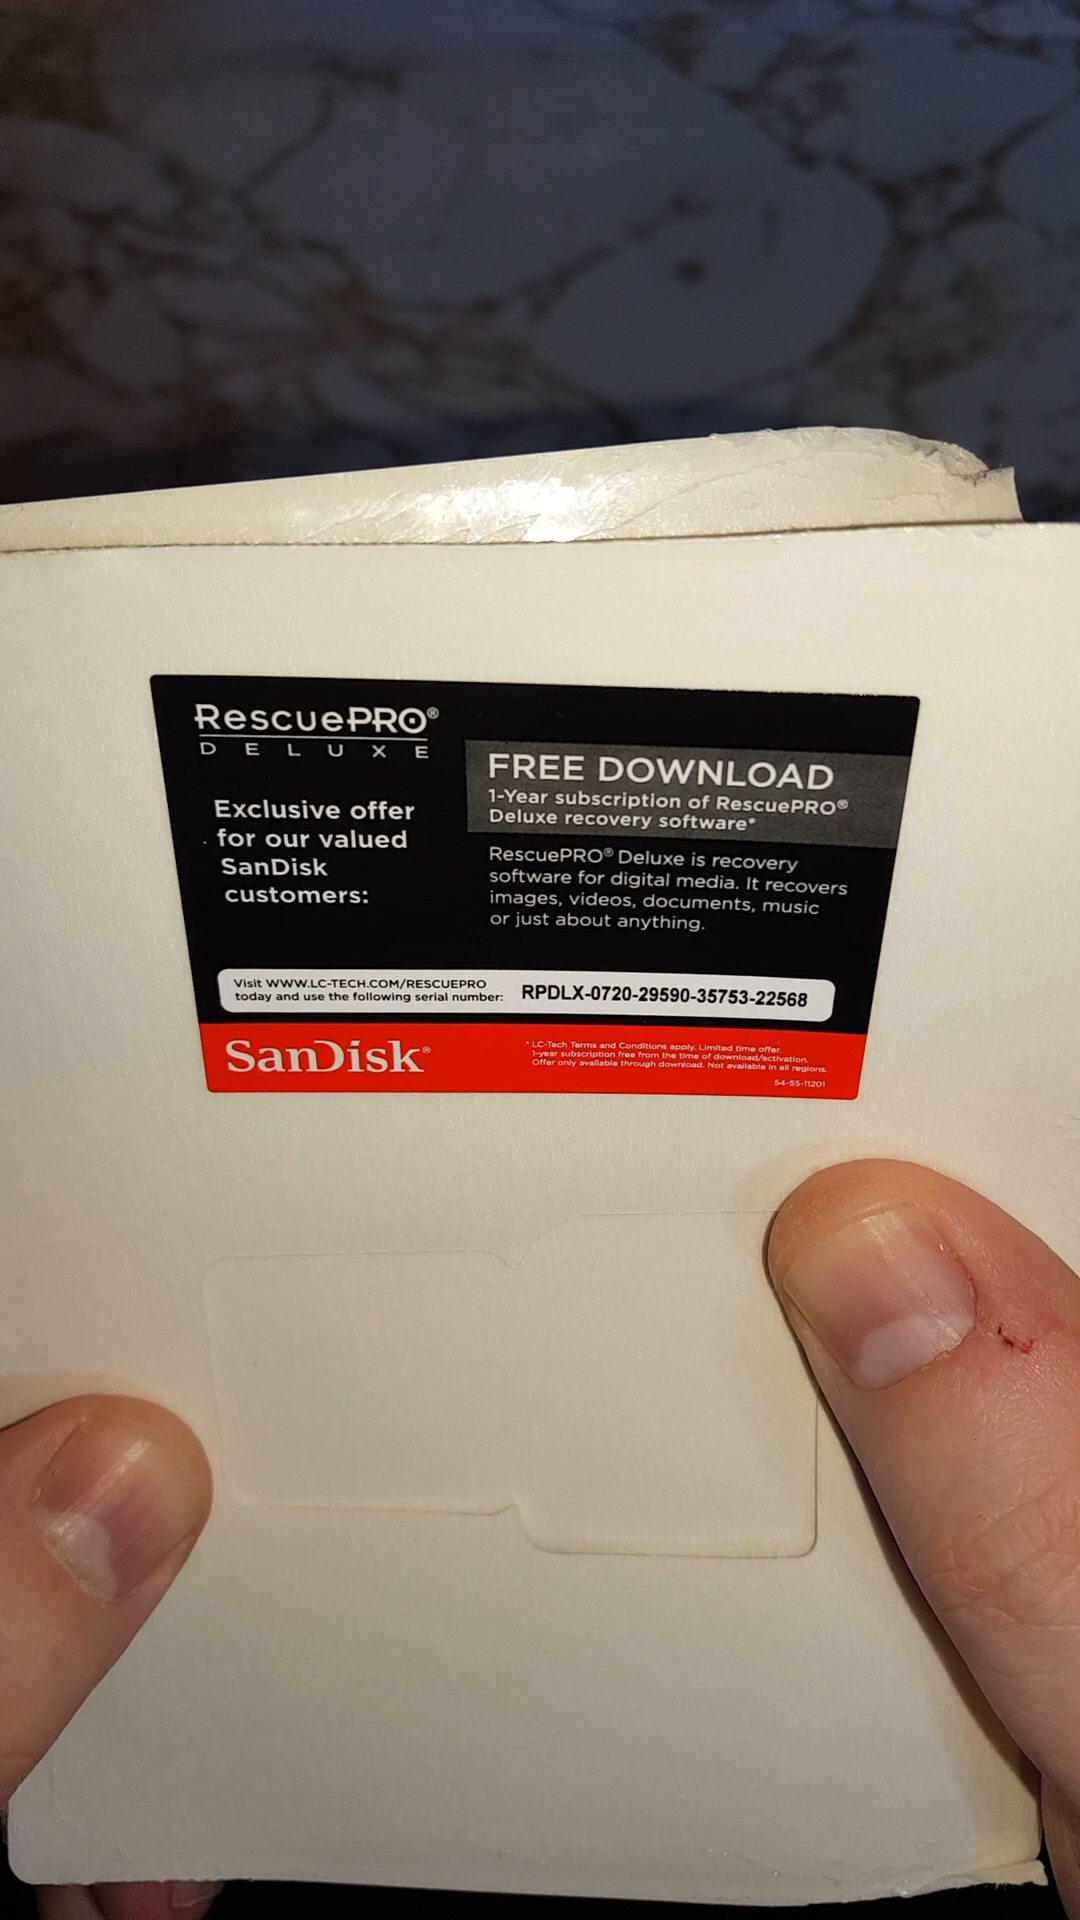 RescuePRO®
DELUXE
Exclusive offer
for our valued
SanDisk
customers:
FREE DOWNLOAD
1-Year subscription of RescuePRO®
Deluxe recovery software*
RescuePRO® Deluxe is recovery
software for digital media. It recovers
images, videos, documents, music
or just about anything.
Visit WWW.LC-TECH.COM/RESCUEPRO
today and use the following serial number:
RPDLX-0720-29590-35753-22568
SanDisk®
* LC-Tech Terms and Conditions apply. Limited time offer.
1-year subscription free from the time of download/activation.
Offer only available through download. Not available in all regions.
54-55-11201